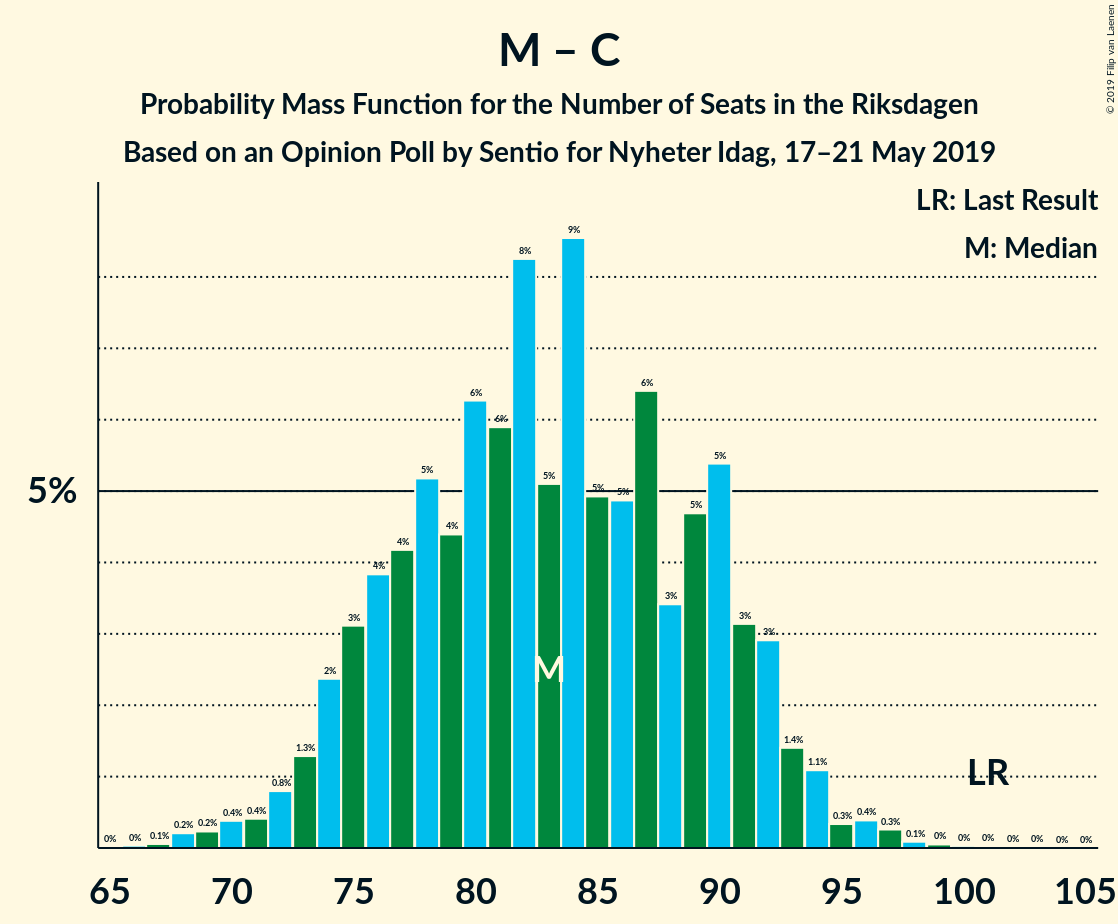 M – C
Probability Mass Function for the Number of Seats in the Riksdagen
Based on an Opinion Poll by Sentio for Nyheter Idag, 17–21 May 2019
© 2019 Filip van Laenen
LR: Last Result
M: Median
5%
0% 0% 0.1% 0.2% 0.2% 0.4% 0.4% 0.8% 1.3% 2% 3% 4% 4% 5% 4% 6% 6% 8% 5% 9% 5% 5% 6% 3% 5% 5% 3% 3% 1.4% 1.1% 0.3% 0.4% 0.3% 0.1% 0% 0% 0% 0% 0% 0% 0%
M
LR
65 70 75 80 85 90 95 100 105